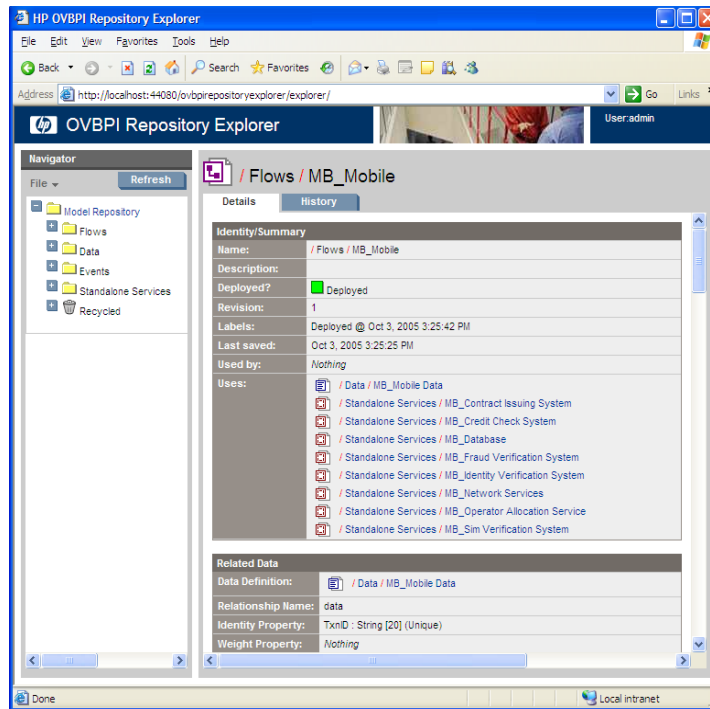 HP OVBPI Repository Explorer
File Edit View Favorites Tools Help
Back Search Favorites
Address http://localhost:44080/ovbpirepositoryexplorer/explorer/ Go Links
hp OVBPI Repository Explorer User:admin
Navigator
File Refresh
Model Repository
Flows
Data
Events
Standalone Services
Recycled
/ Flows / MB_Mobile
Details History
Identity/Summary
Name: / Flows / MB_Mobile
Description:
Deployed? Deployed
Revision: 1
Labels: Deployed @ Oct 3, 2005 3:25:42 PM
Last saved: Oct 3, 2005 3:25:25 PM
Used by: Nothing
Uses: / Data / MB_Mobile Data
/ Standalone Services / MB_Contract Issuing System
/ Standalone Services / MB_Credit Check System
/ Standalone Services / MB_Database
/ Standalone Services / MB_Fraud Verification System
/ Standalone Services / MB_Identity Verification System
/ Standalone Services / MB_Network Services
/ Standalone Services / MB_Operator Allocation Service
/ Standalone Services / MB_Sim Verification System
Related Data
Data Definition: / Data / MB_Mobile Data
Relationship Name: data
Identity Property: TxnID : String [20] (Unique)
Weight Property: Nothing
Done Local intranet